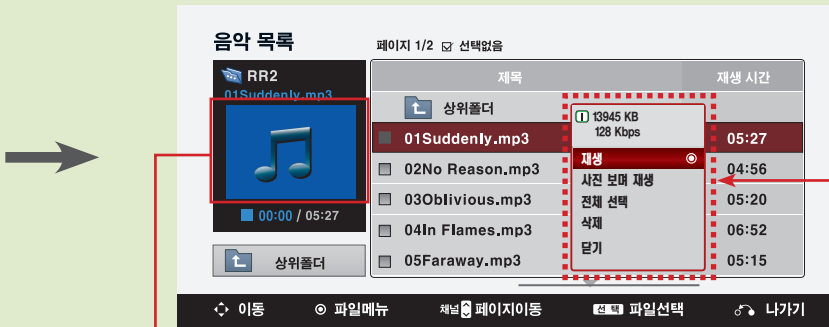 음악 목록
페이지 1/2 선택없음
RR2
01Suddenly.mp3
00:00 / 05:27
상위폴더
제목 재생 시간
상위폴더
01Suddenly.mp3 05:27
02No Reason.mp3 04:56
03Oblivious.mp3 05:20
04In Flames.mp3 06:52
05Faraway.mp3 05:15
13945 KB
128 Kbps
재생
사진 보며 재생
전체 선택
삭제
닫기
이동 파일메뉴 채널 페이지이동 선택 파일선택 나가기